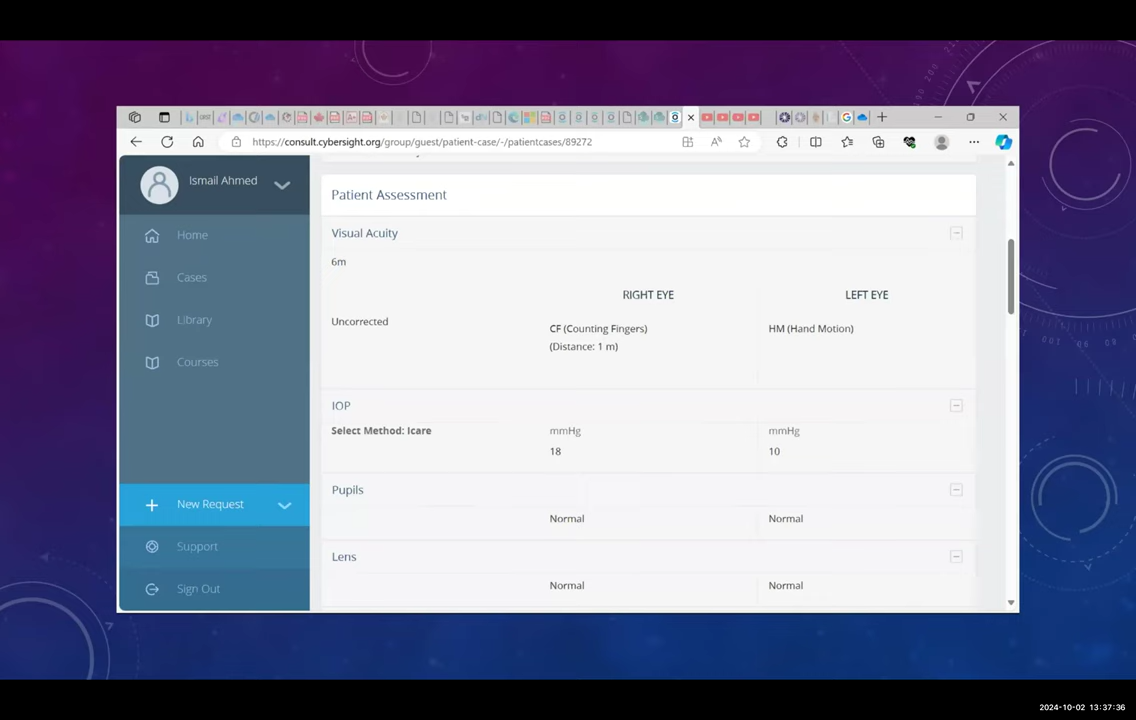 https://consult.cybersight.org/group/guest/patient-case/-/patientcases/89272
Ismail Ahmed
Home
Cases
Library
Courses
New Request
Support
Sign Out
Patient Assessment
Visual Acuity
6m
RIGHT EYE LEFT EYE
Uncorrected CF (Counting Fingers) HM (Hand Motion)
(Distance: 1 m)
IOP
Select Method: Icare mmHg mmHg
18 10
Pupils
Normal Normal
Lens
Normal Normal
2024-10-02 13:37:36